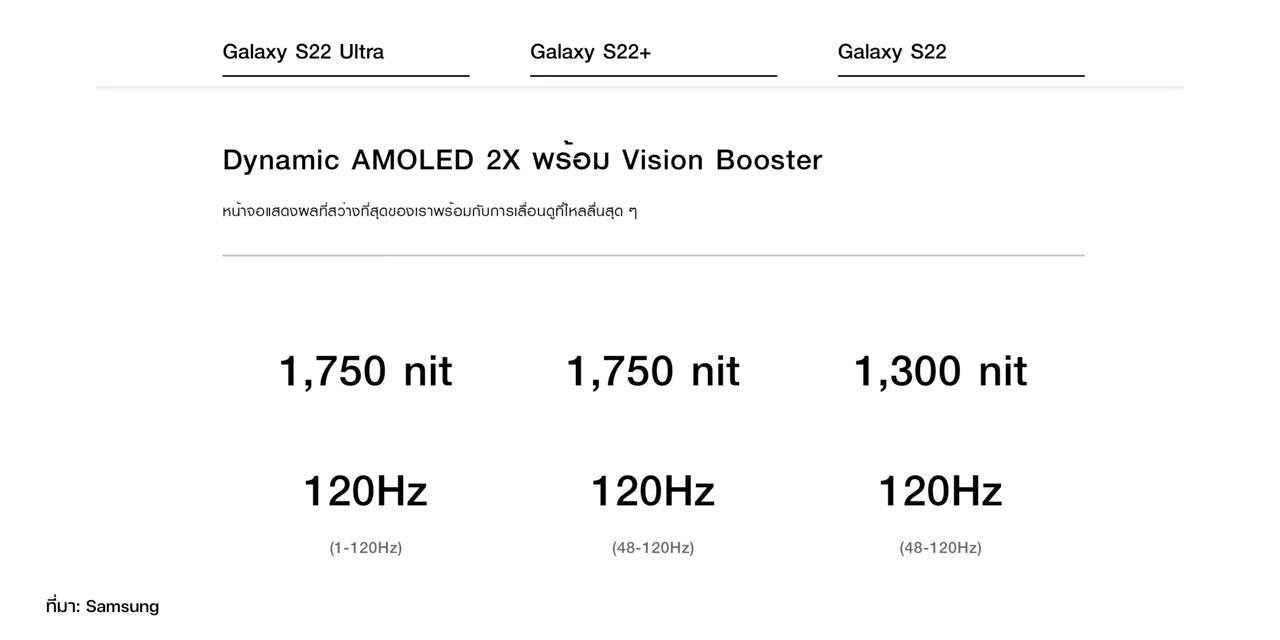 Galaxy S22 Ultra Galaxy S22+ Galaxy S22
Dynamic AMOLED 2X พร้อม Vision Booster
หน้าจอแสดงผลที่สว่างที่สุดของเราพร้อมกับการเลื่อนดูที่ไหลลื่นสุด ๆ
1,750 nit 1,750 nit 1,300 nit
120Hz 120Hz 120Hz
(1-120Hz) (48-120Hz) (48-120Hz)
ที่มา: Samsung